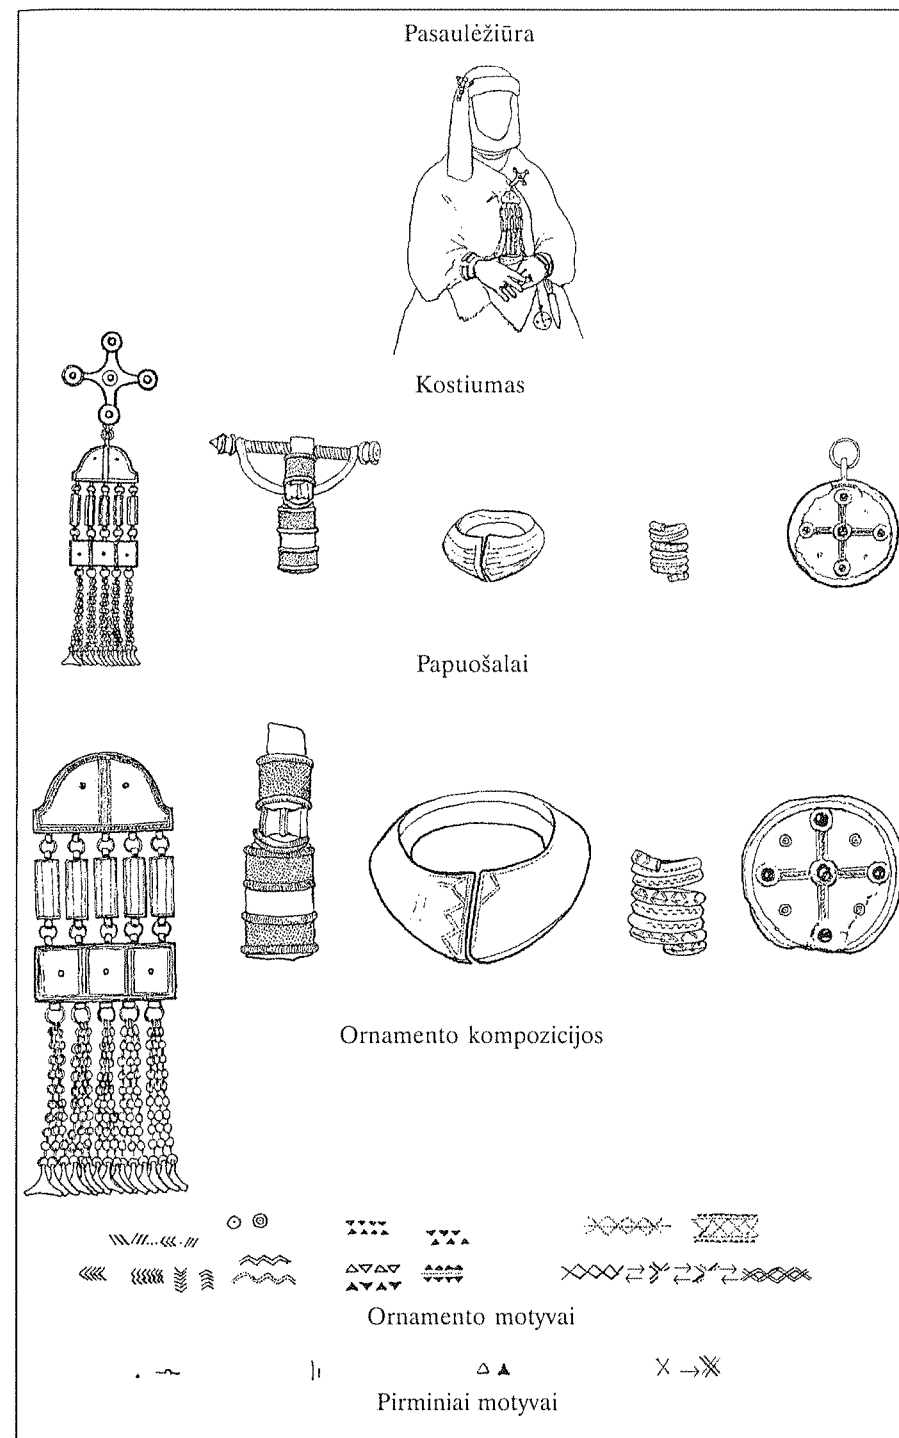 Pasaulėžiūra
Kostiumas
Papuošalai
Ornamento kompozicijos
Ornamento motyvai
Pirminiai motyvai